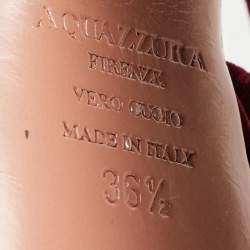 AQUAZZURA
FIRENZE
VERO CUOIO
MADE IN ITALY
36½